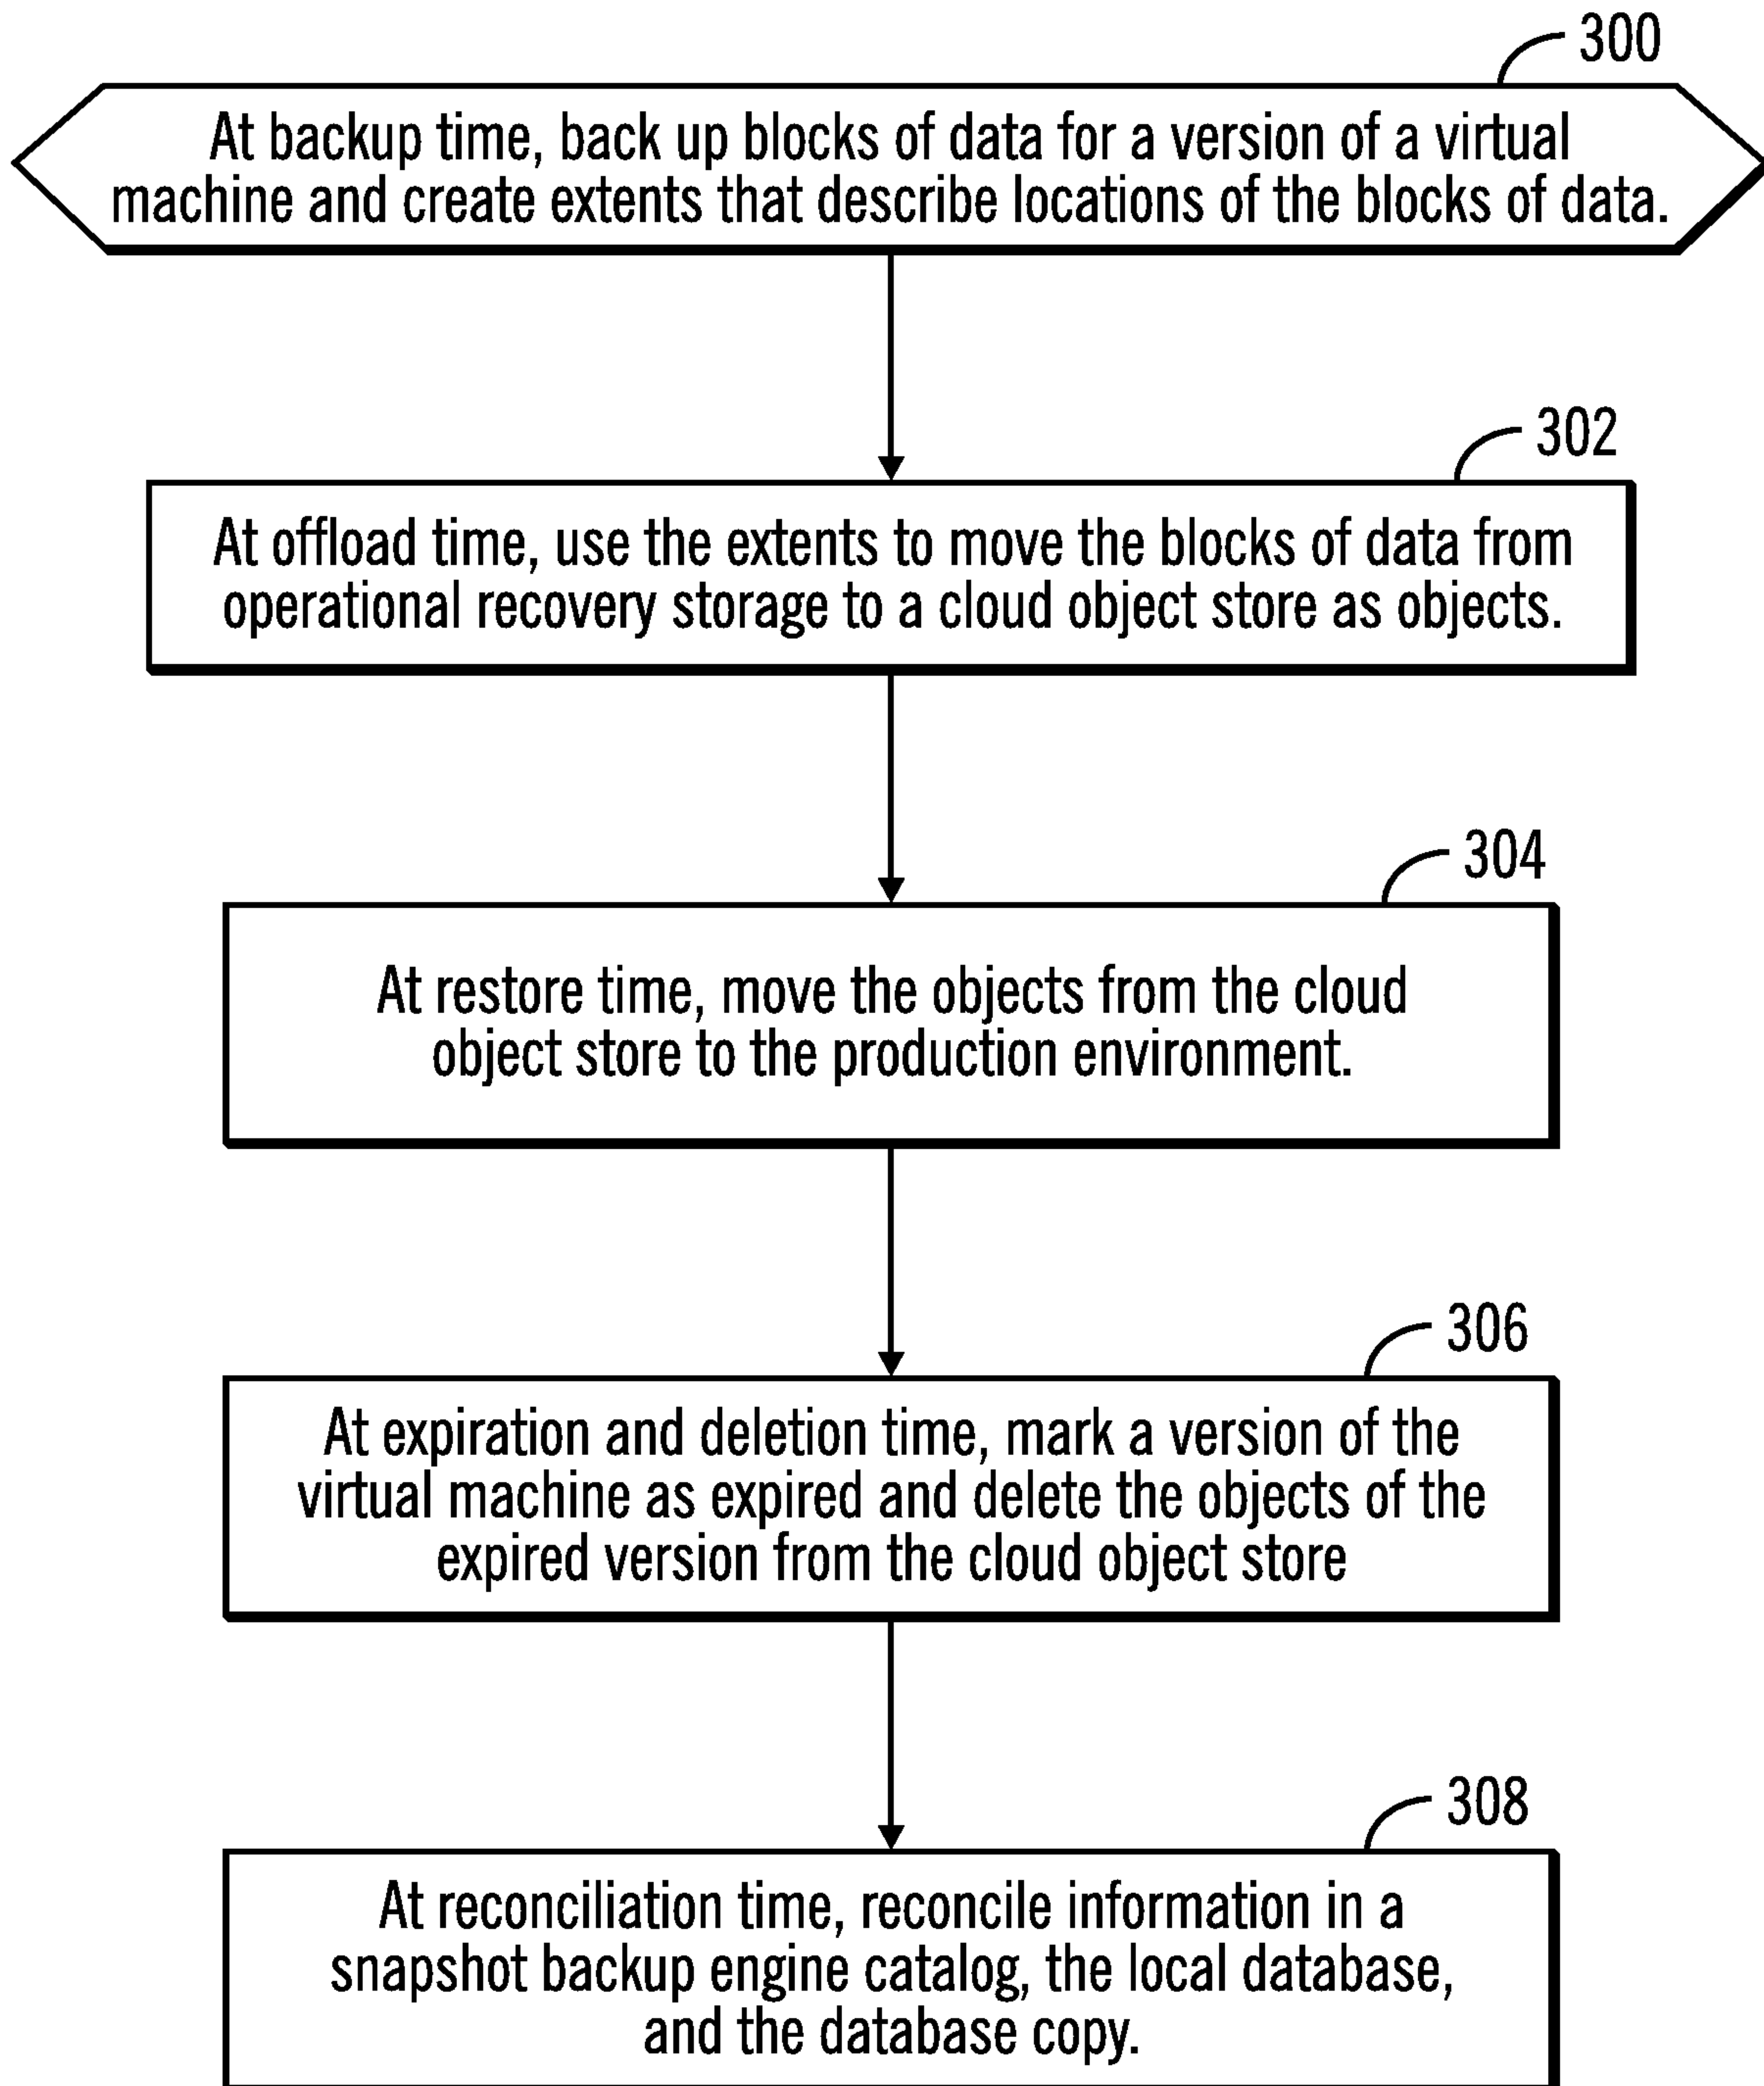 300
At backup time, back up blocks of data for a version of a virtual
machine and create extents that describe locations of the blocks of data.
302
At offload time, use the extents to move the blocks of data from
operational recovery storage to a cloud object store as objects.
304
At restore time, move the objects from the cloud
object store to the production environment.
306
At expiration and deletion time, mark a version of the
virtual machine as expired and delete the objects of the
expired version from the cloud object store
308
At reconciliation time, reconcile information in a
snapshot backup engine catalog, the local database,
and the database copy.